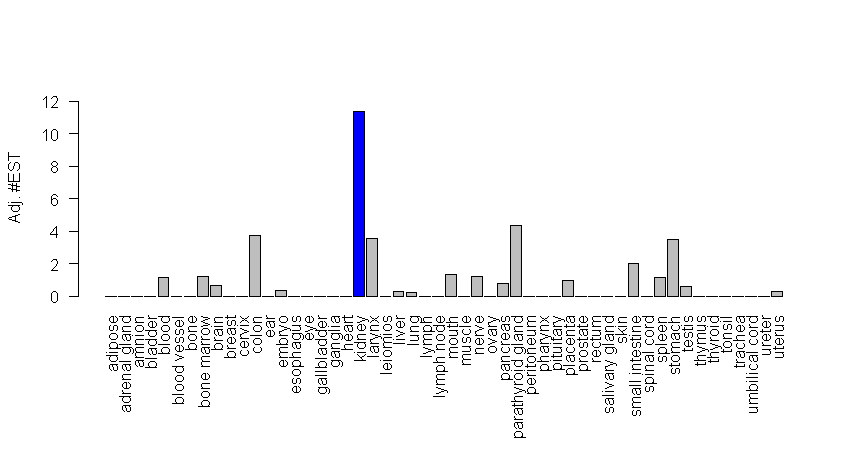 Adj. #EST
12
10
8
6
4
2
0
adipose
adrenal gland
amnion
bladder
blood
blood vessel
bone
bone marrow
brain
breast
cervix
colon
ear
embryo
esophagus
eye
gallbladder
ganglia
heart
kidney
larynx
leiomios
liver
lung
lymph
lymph node
mouth
muscle
nerve
ovary
pancreas
parathyroid gland
peritoneum
pharynx
pituitary
placenta
prostate
rectum
salivary gland
skin
small intestine
spinal cord
spleen
stomach
testis
thymus
thyroid
tonsil
trachea
umbilical cord
ureter
uterus